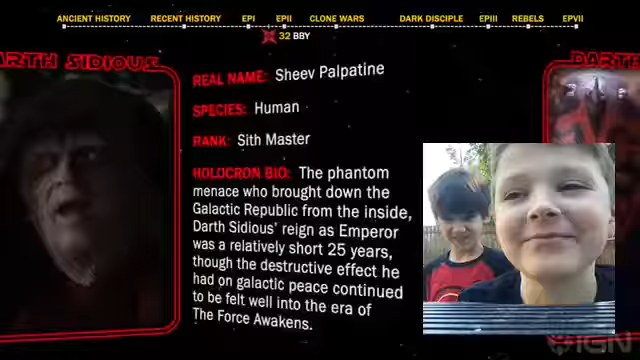 ANCIENT HISTORY RECENT HISTORY EPI EPII CLONE WARS DARK DISCIPLE EPIII REBELS EPVII
32 BBY
ARTH SIDIOUS
DARTH
REAL NAME: Sheev Palpatine
SPECIES: Human
RANK: Sith Master
HOLOCRON BIO: The phantom
menace who brought down the
Galactic Republic from the inside,
Darth Sidious' reign as Emperor
was a relatively short 25 years,
though the destructive effect he
had on galactic peace continued
to be felt well into the era of
The Force Awakens.
IGN